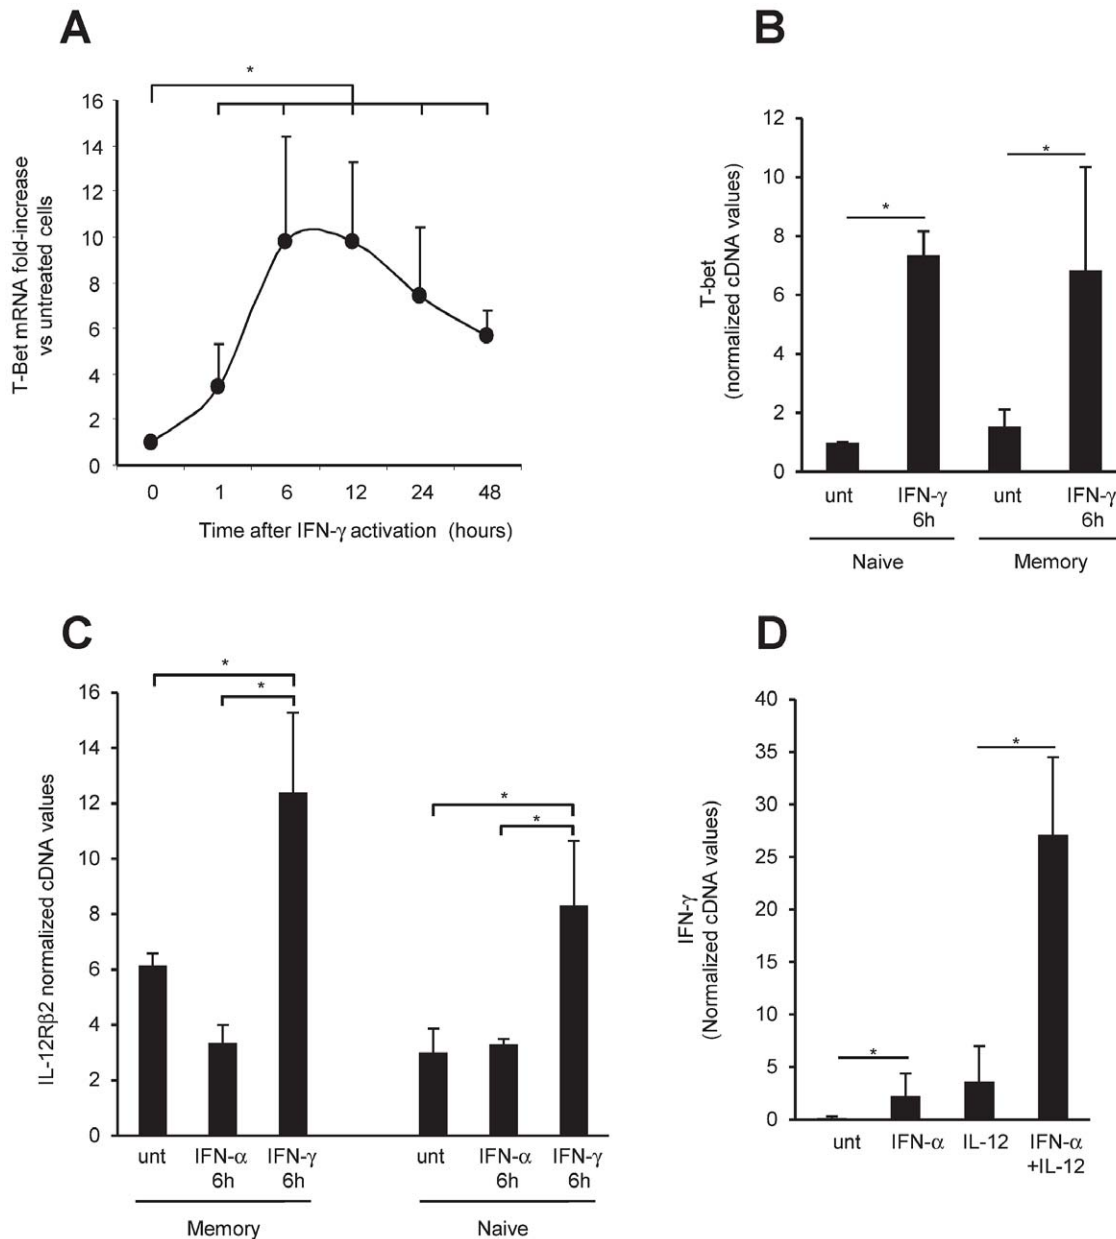 A
*
16
14
12
10
8
6
4
2
0
T-Bet mRNA fold-increase
vs untreated cells
0 1 6 12 24 48
Time after IFN-γ activation (hours)
B
12
10
8
6
4
2
0
T-bet
(normalized cDNA values)
*
*
unt IFN-γ unt IFN-γ
6h 6h
Naive Memory
C
16
14
12
10
8
6
4
2
0
IL-12Rβ2 normalized cDNA values
*
*
*
*
unt IFN-α IFN-γ unt IFN-α IFN-γ
6h 6h 6h 6h
Memory Naive
D
40
35
30
25
20
15
10
5
0
IFN-γ
(Normalized cDNA values)
*
*
unt IFN-α IL-12 IFN-α
+IL-12